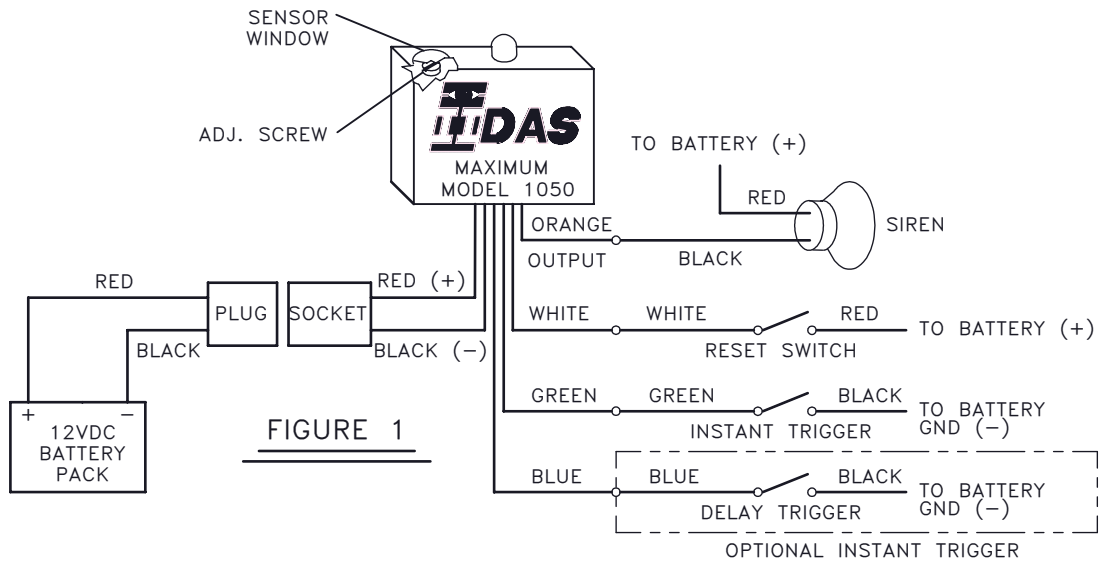 SENSOR
WINDOW
ADJ. SCREW
DAS
MAXIMUM
MODEL 1050
TO BATTERY (+)
RED
SIREN
ORANGE
OUTPUT
BLACK
RED
PLUG
SOCKET
RED (+)
BLACK
BLACK (−)
WHITE
WHITE
RED
TO BATTERY (+)
RESET SWITCH
GREEN
GREEN
BLACK
TO BATTERY
GND (−)
INSTANT TRIGGER
+
−
12VDC
BATTERY
PACK
FIGURE 1
BLUE
BLUE
BLACK
TO BATTERY
GND (−)
DELAY TRIGGER
OPTIONAL INSTANT TRIGGER